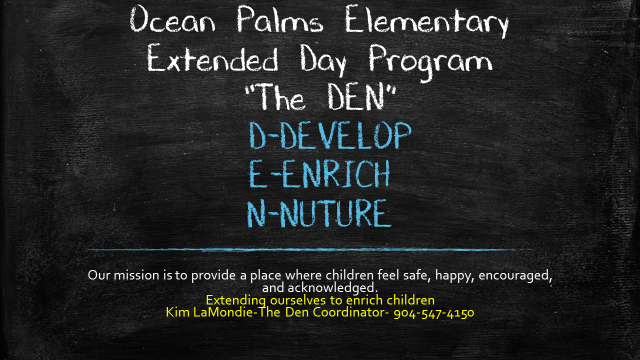 Ocean Palms Elementary
Extended Day Program
"The DEN"
D-DEVELOP
E-ENRICH
N-NUTURE
Our mission is to provide a place where children feel safe, happy, encouraged,
and acknowledged.
Extending ourselves to enrich children
Kim LaMondie-The Den Coordinator- 904-547-4150